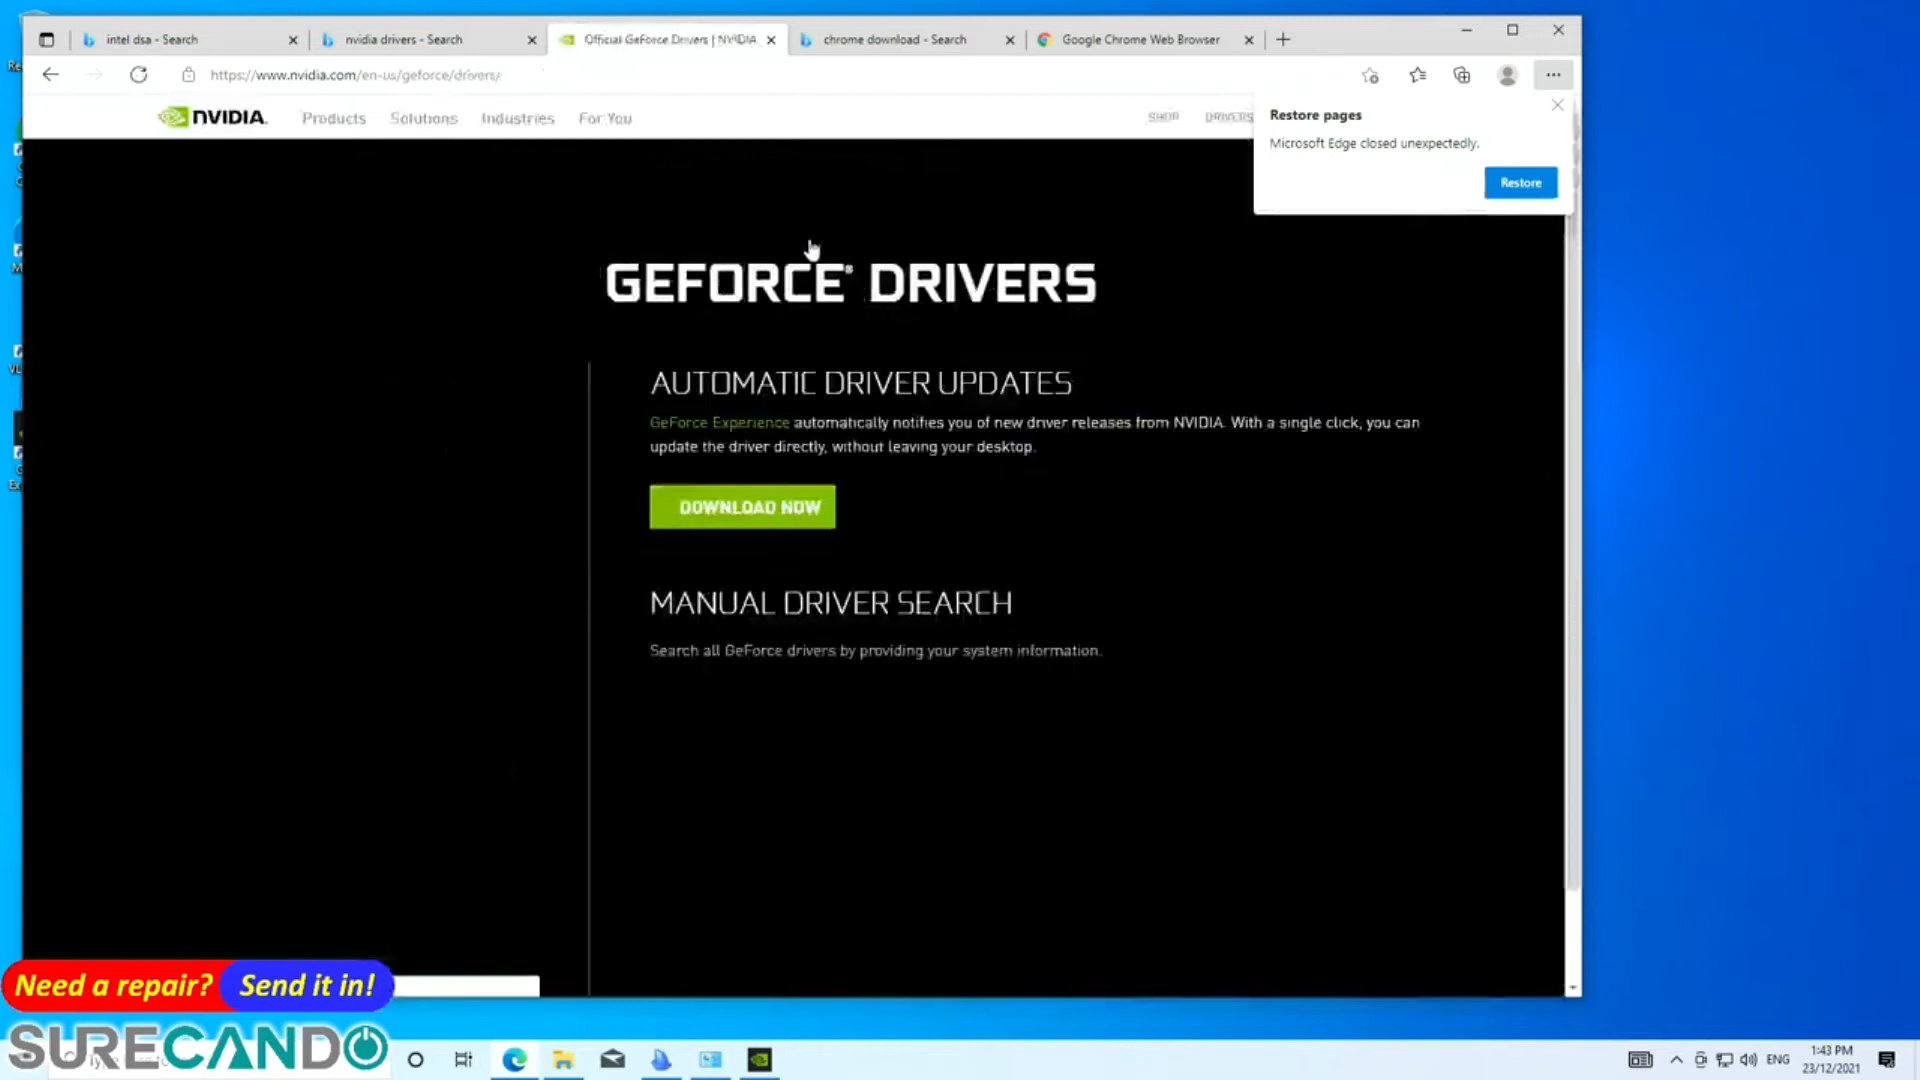 intel dsa - Search
nvidia drivers - Search
Official GeForce Drivers | NVIDIA
chrome download - Search
Google Chrome Web Browser
https://www.nvidia.com/en-us/geforce/drivers/
NVIDIA.
Products
Solutions
Industries
For You
SHOP
DRIVERS
Restore pages
Microsoft Edge closed unexpectedly.
Restore
GEFORCE® DRIVERS
AUTOMATIC DRIVER UPDATES
GeForce Experience automatically notifies you of new driver releases from NVIDIA. With a single click, you can
update the driver directly, without leaving your desktop.
DOWNLOAD NOW
MANUAL DRIVER SEARCH
Search all GeForce drivers by providing your system information.
Need a repair? Send it in!
SURECANDO
ENG
1:43 PM
23/12/2021